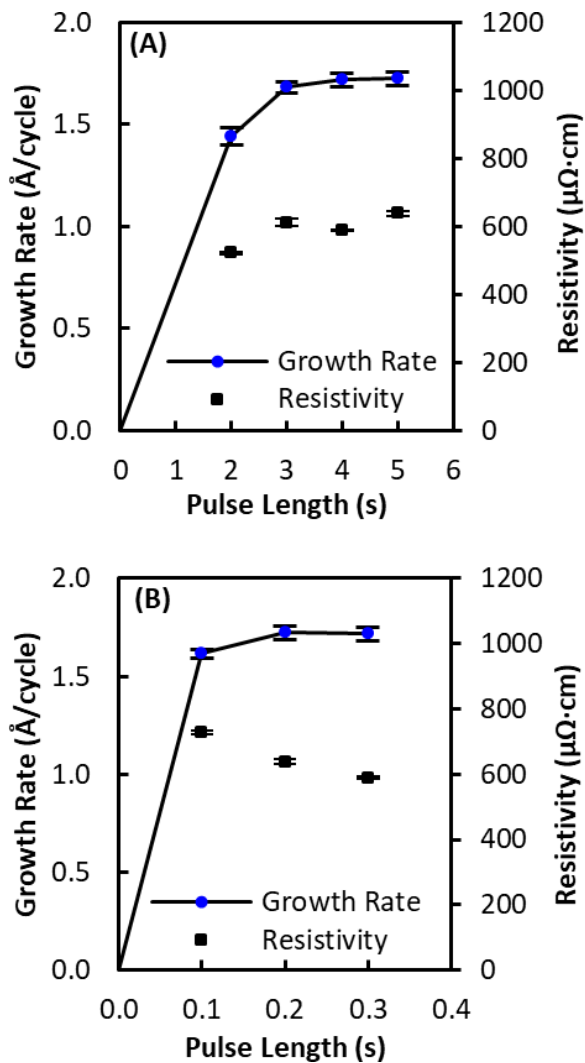 (A)
Growth Rate (Å/cycle)
2.0
1.5
1.0
0.5
0.0
1200
1000
800
600
400
200
0
Resistivity (µΩ·cm)
Growth Rate
Resistivity
0 1 2 3 4 5 6
Pulse Length (s)
(B)
Growth Rate (Å/cycle)
2.0
1.5
1.0
0.5
0.0
1200
1000
800
600
400
200
0
Resistivity (µΩ·cm)
Growth Rate
Resistivity
0.0 0.1 0.2 0.3 0.4
Pulse Length (s)